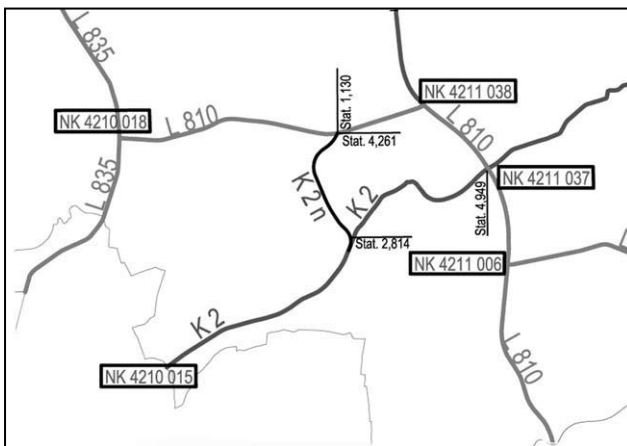 L 835
NK 4210 018
L 810
Stat. 1,130
NK 4211 038
L 810
Stat. 4,261
L 835
K 2 n
K 2
NK 4211 037
Stat. 4.949
Stat. 2,814
NK 4211 006
K 2
L 810
NK 4210 015